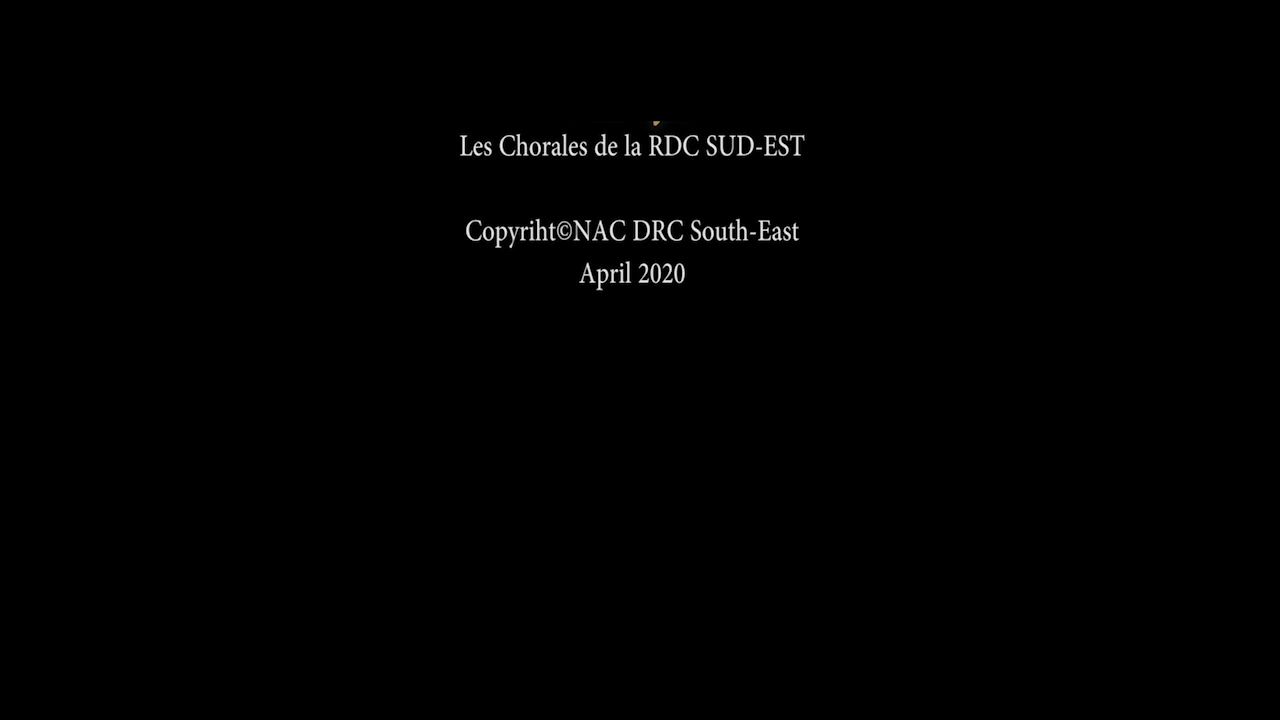 Les Chorales de la RDC SUD-EST
Copyriht©NAC DRC South-East
April 2020